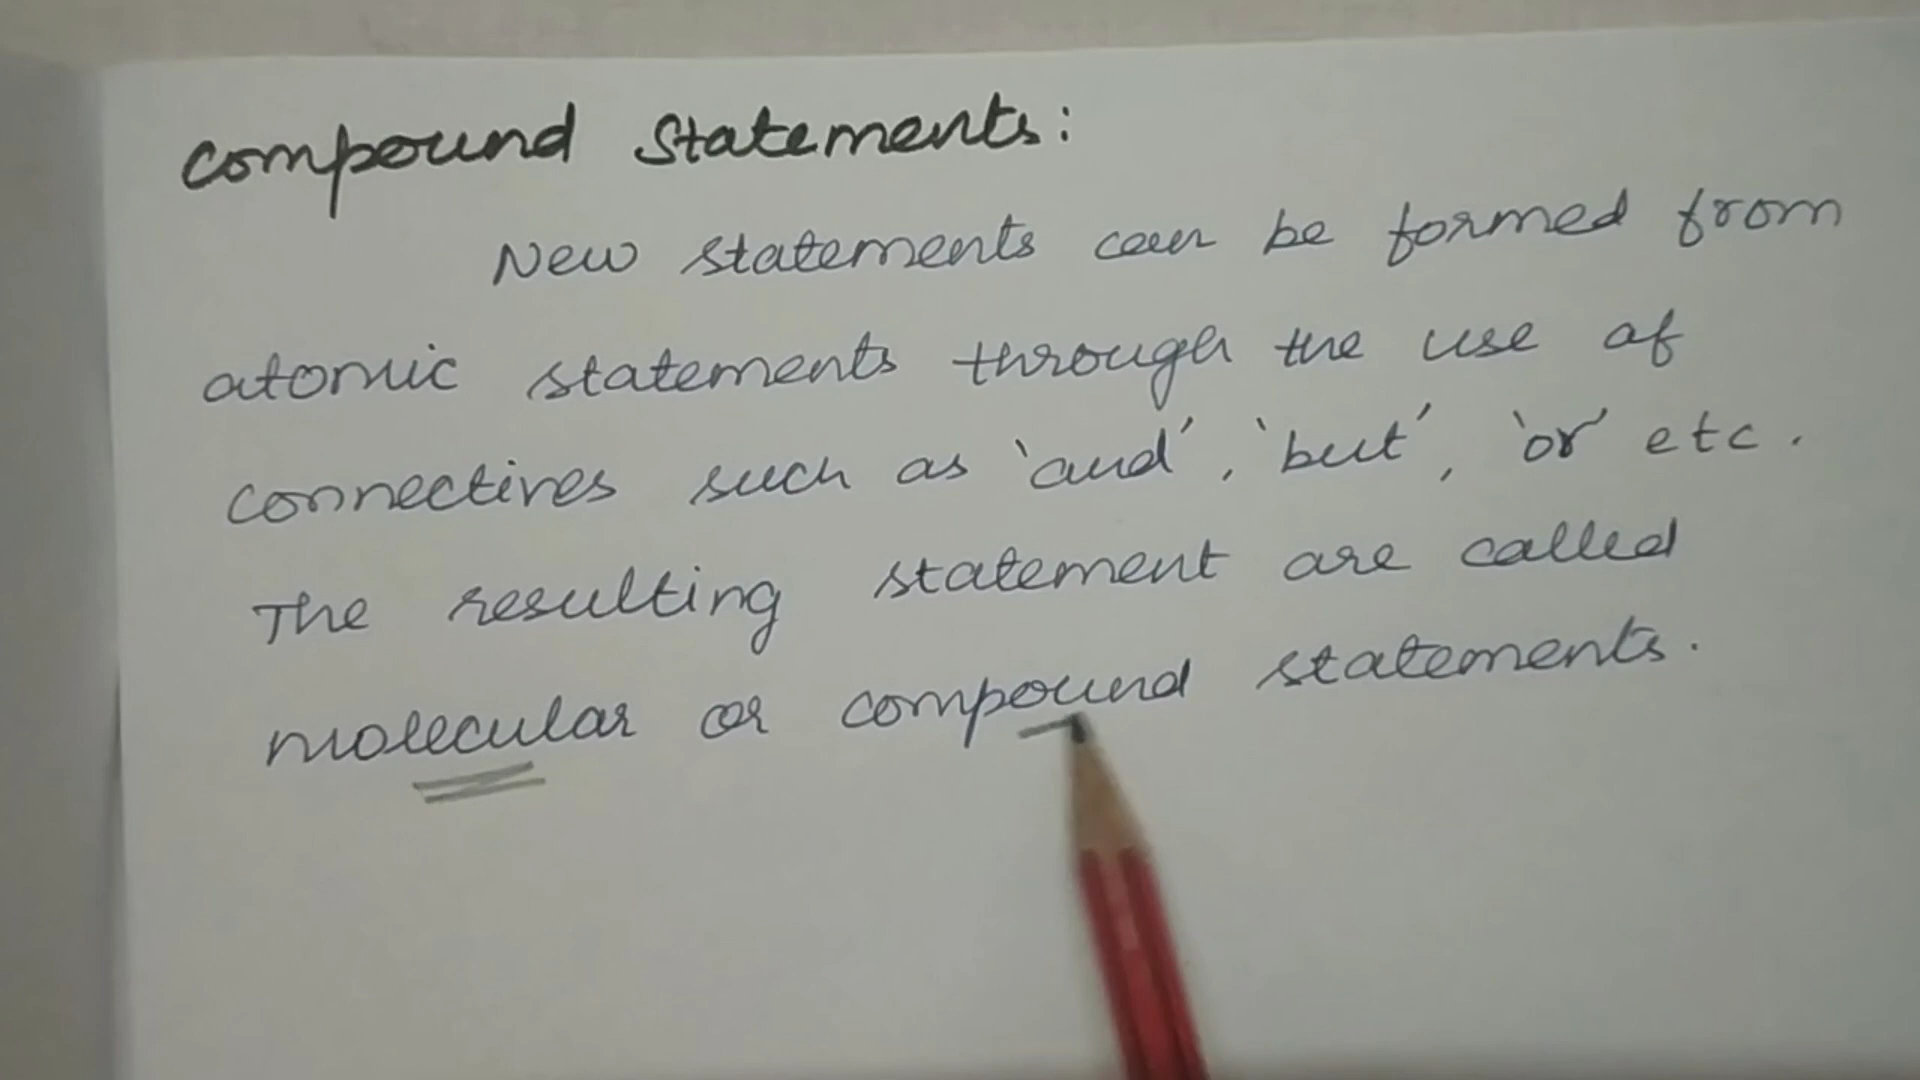 Compound Statements:
New statements can be formed from
atomic statements through the use of
connectives such as 'and', 'but', 'or' etc.
The resulting statement are called
molecular or compound statements.